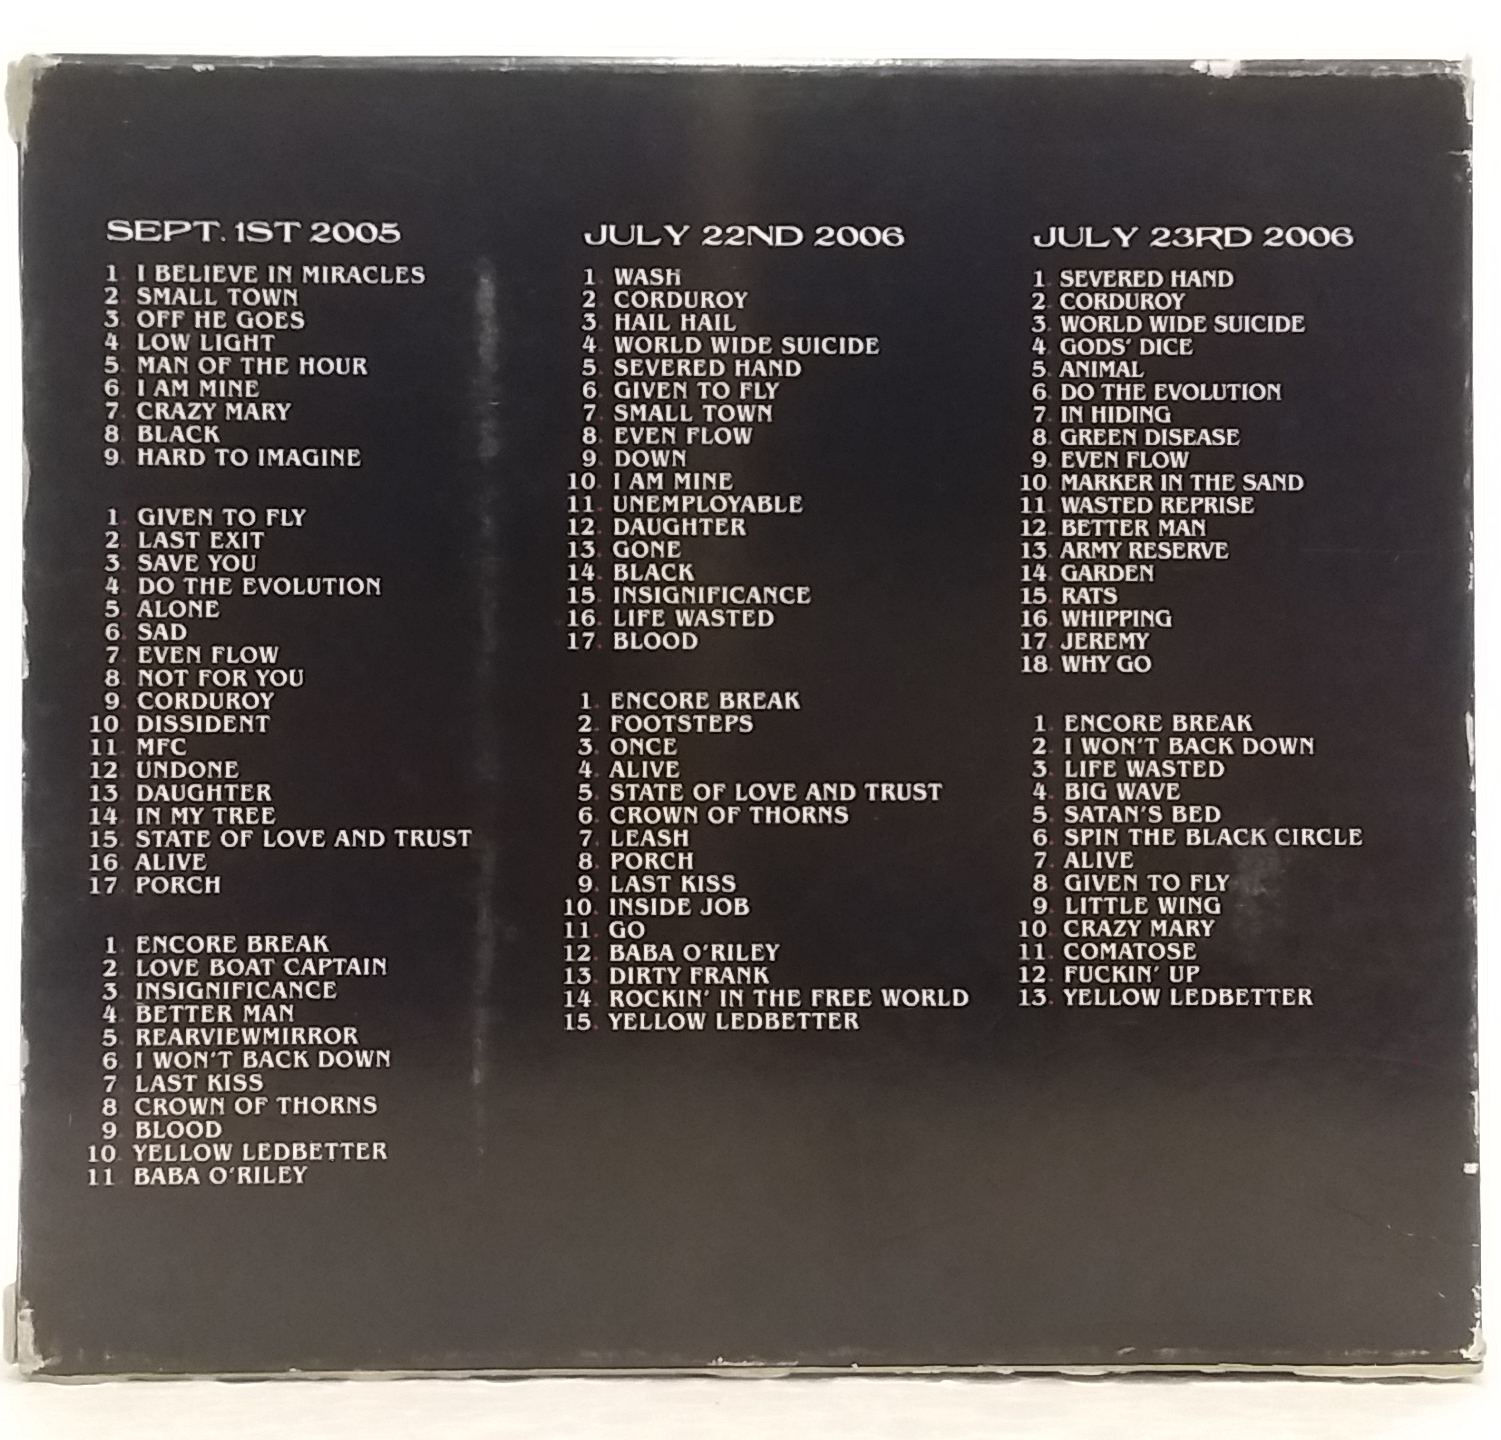 SEPT. 1ST 2005
1. I BELIEVE IN MIRACLES
2. SMALL TOWN
3. OFF HE GOES
4. LOW LIGHT
5. MAN OF THE HOUR
6. I AM MINE
7. CRAZY MARY
8. BLACK
9. HARD TO IMAGINE
1. GIVEN TO FLY
2. LAST EXIT
3. SAVE YOU
4. DO THE EVOLUTION
5. ALONE
6. SAD
7. EVEN FLOW
8. NOT FOR YOU
9. CORDUROY
10. DISSIDENT
11. MFC
12. UNDONE
13. DAUGHTER
14. IN MY TREE
15. STATE OF LOVE AND TRUST
16. ALIVE
17. PORCH
1. ENCORE BREAK
2. LOVE BOAT CAPTAIN
3. INSIGNIFICANCE
4. BETTER MAN
5. REARVIEWMIRROR
6. I WON'T BACK DOWN
7. LAST KISS
8. CROWN OF THORNS
9. BLOOD
10. YELLOW LEDBETTER
11. BABA O'RILEY
JULY 22ND 2006
1. WASH
2. CORDUROY
3. HAIL HAIL
4. WORLD WIDE SUICIDE
5. SEVERED HAND
6. GIVEN TO FLY
7. SMALL TOWN
8. EVEN FLOW
9. DOWN
10. I AM MINE
11. UNEMPLOYABLE
12. DAUGHTER
13. GONE
14. BLACK
15. INSIGNIFICANCE
16. LIFE WASTED
17. BLOOD
1. ENCORE BREAK
2. FOOTSTEPS
3. ONCE
4. ALIVE
5. STATE OF LOVE AND TRUST
6. CROWN OF THORNS
7. LEASH
8. PORCH
9. LAST KISS
10. INSIDE JOB
11. GO
12. BABA O'RILEY
13. DIRTY FRANK
14. ROCKIN' IN THE FREE WORLD
15. YELLOW LEDBETTER
JULY 23RD 2006
1. SEVERED HAND
2. CORDUROY
3. WORLD WIDE SUICIDE
4. GODS' DICE
5. ANIMAL
6. DO THE EVOLUTION
7. IN HIDING
8. GREEN DISEASE
9. EVEN FLOW
10. MARKER IN THE SAND
11. WASTED REPRISE
12. BETTER MAN
13. ARMY RESERVE
14. GARDEN
15. RATS
16. WHIPPING
17. JEREMY
18. WHY GO
1. ENCORE BREAK
2. I WON'T BACK DOWN
3. LIFE WASTED
4. BIG WAVE
5. SATAN'S BED
6. SPIN THE BLACK CIRCLE
7. ALIVE
8. GIVEN TO FLY
9. LITTLE WING
10. CRAZY MARY
11. COMATOSE
12. FUCKIN' UP
13. YELLOW LEDBETTER